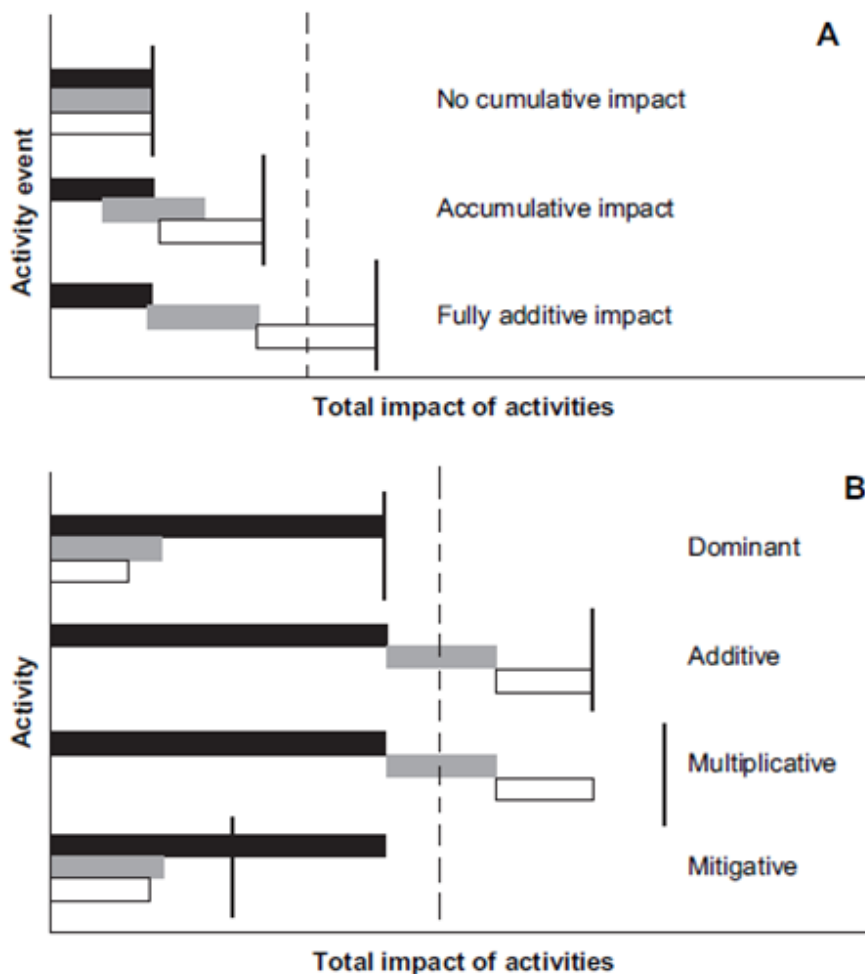 A
No cumulative impact
Accumulative impact
Fully additive impact
Activity event
Total impact of activities
B
Dominant
Additive
Multiplicative
Mitigative
Activity
Total impact of activities